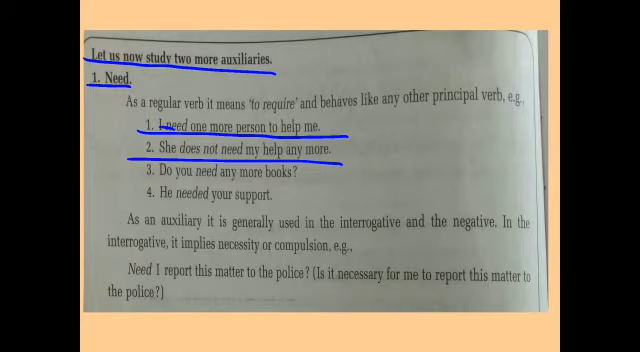 Let us now study two more auxiliaries.
1. Need.
As a regular verb it means 'to require' and behaves like any other principal verb, e.g.,
1. I need one more person to help me.
2. She does not need my help any more.
3. Do you need any more books?
4. He needed your support.
As an auxiliary it is generally used in the interrogative and the negative. In the
interrogative, it implies necessity or compulsion, e.g.,
Need I report this matter to the police? (Is it necessary for me to report this matter to
the police?)